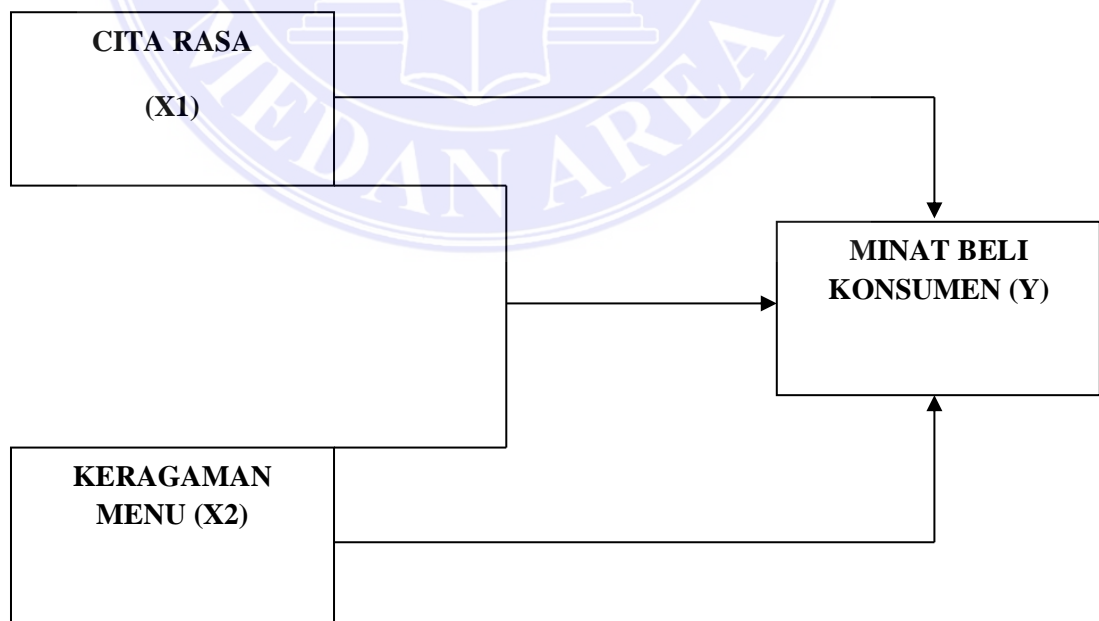 CITA RASA
(X1)
MINAT BELI
KONSUMEN (Y)
KERAGAMAN
MENU (X2)
MEDAN AREA